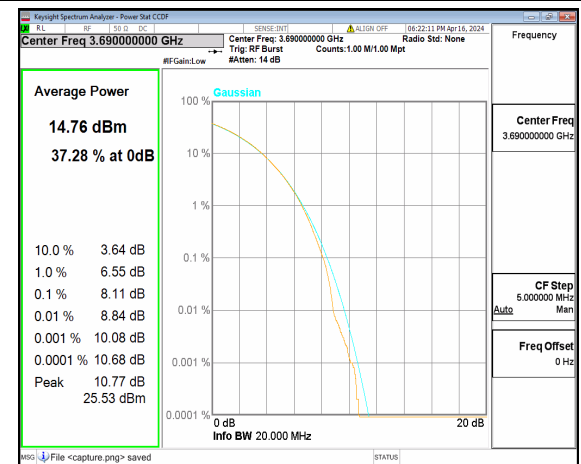 Keysight Spectrum Analyzer - Power Stat CCDF
RL RF 50 Ω DC SENSE:INT ALIGN OFF 06:22:11 PM Apr 16, 2024
Center Freq 3.690000000 GHz
Center Freq: 3.690000000 GHz Radio Std: None
Trig: RF Burst Counts:1.00 M/1.00 Mpt
#IFGain:Low #Atten: 14 dB
Frequency
Average Power
14.76 dBm
37.28 % at 0dB
10.0 % 3.64 dB
1.0 % 6.55 dB
0.1 % 8.11 dB
0.01 % 8.84 dB
0.001 % 10.08 dB
0.0001 % 10.68 dB
Peak 10.77 dB
25.53 dBm
Gaussian
100 %
10 %
1 %
0.1 %
0.01 %
0.001 %
0.0001 %
0 dB 20 dB
Info BW 20.000 MHz
Center Freq
3.690000000 GHz
CF Step
5.000000 MHz
Auto Man
Freq Offset
0 Hz
MSG File <capture.png> saved STATUS